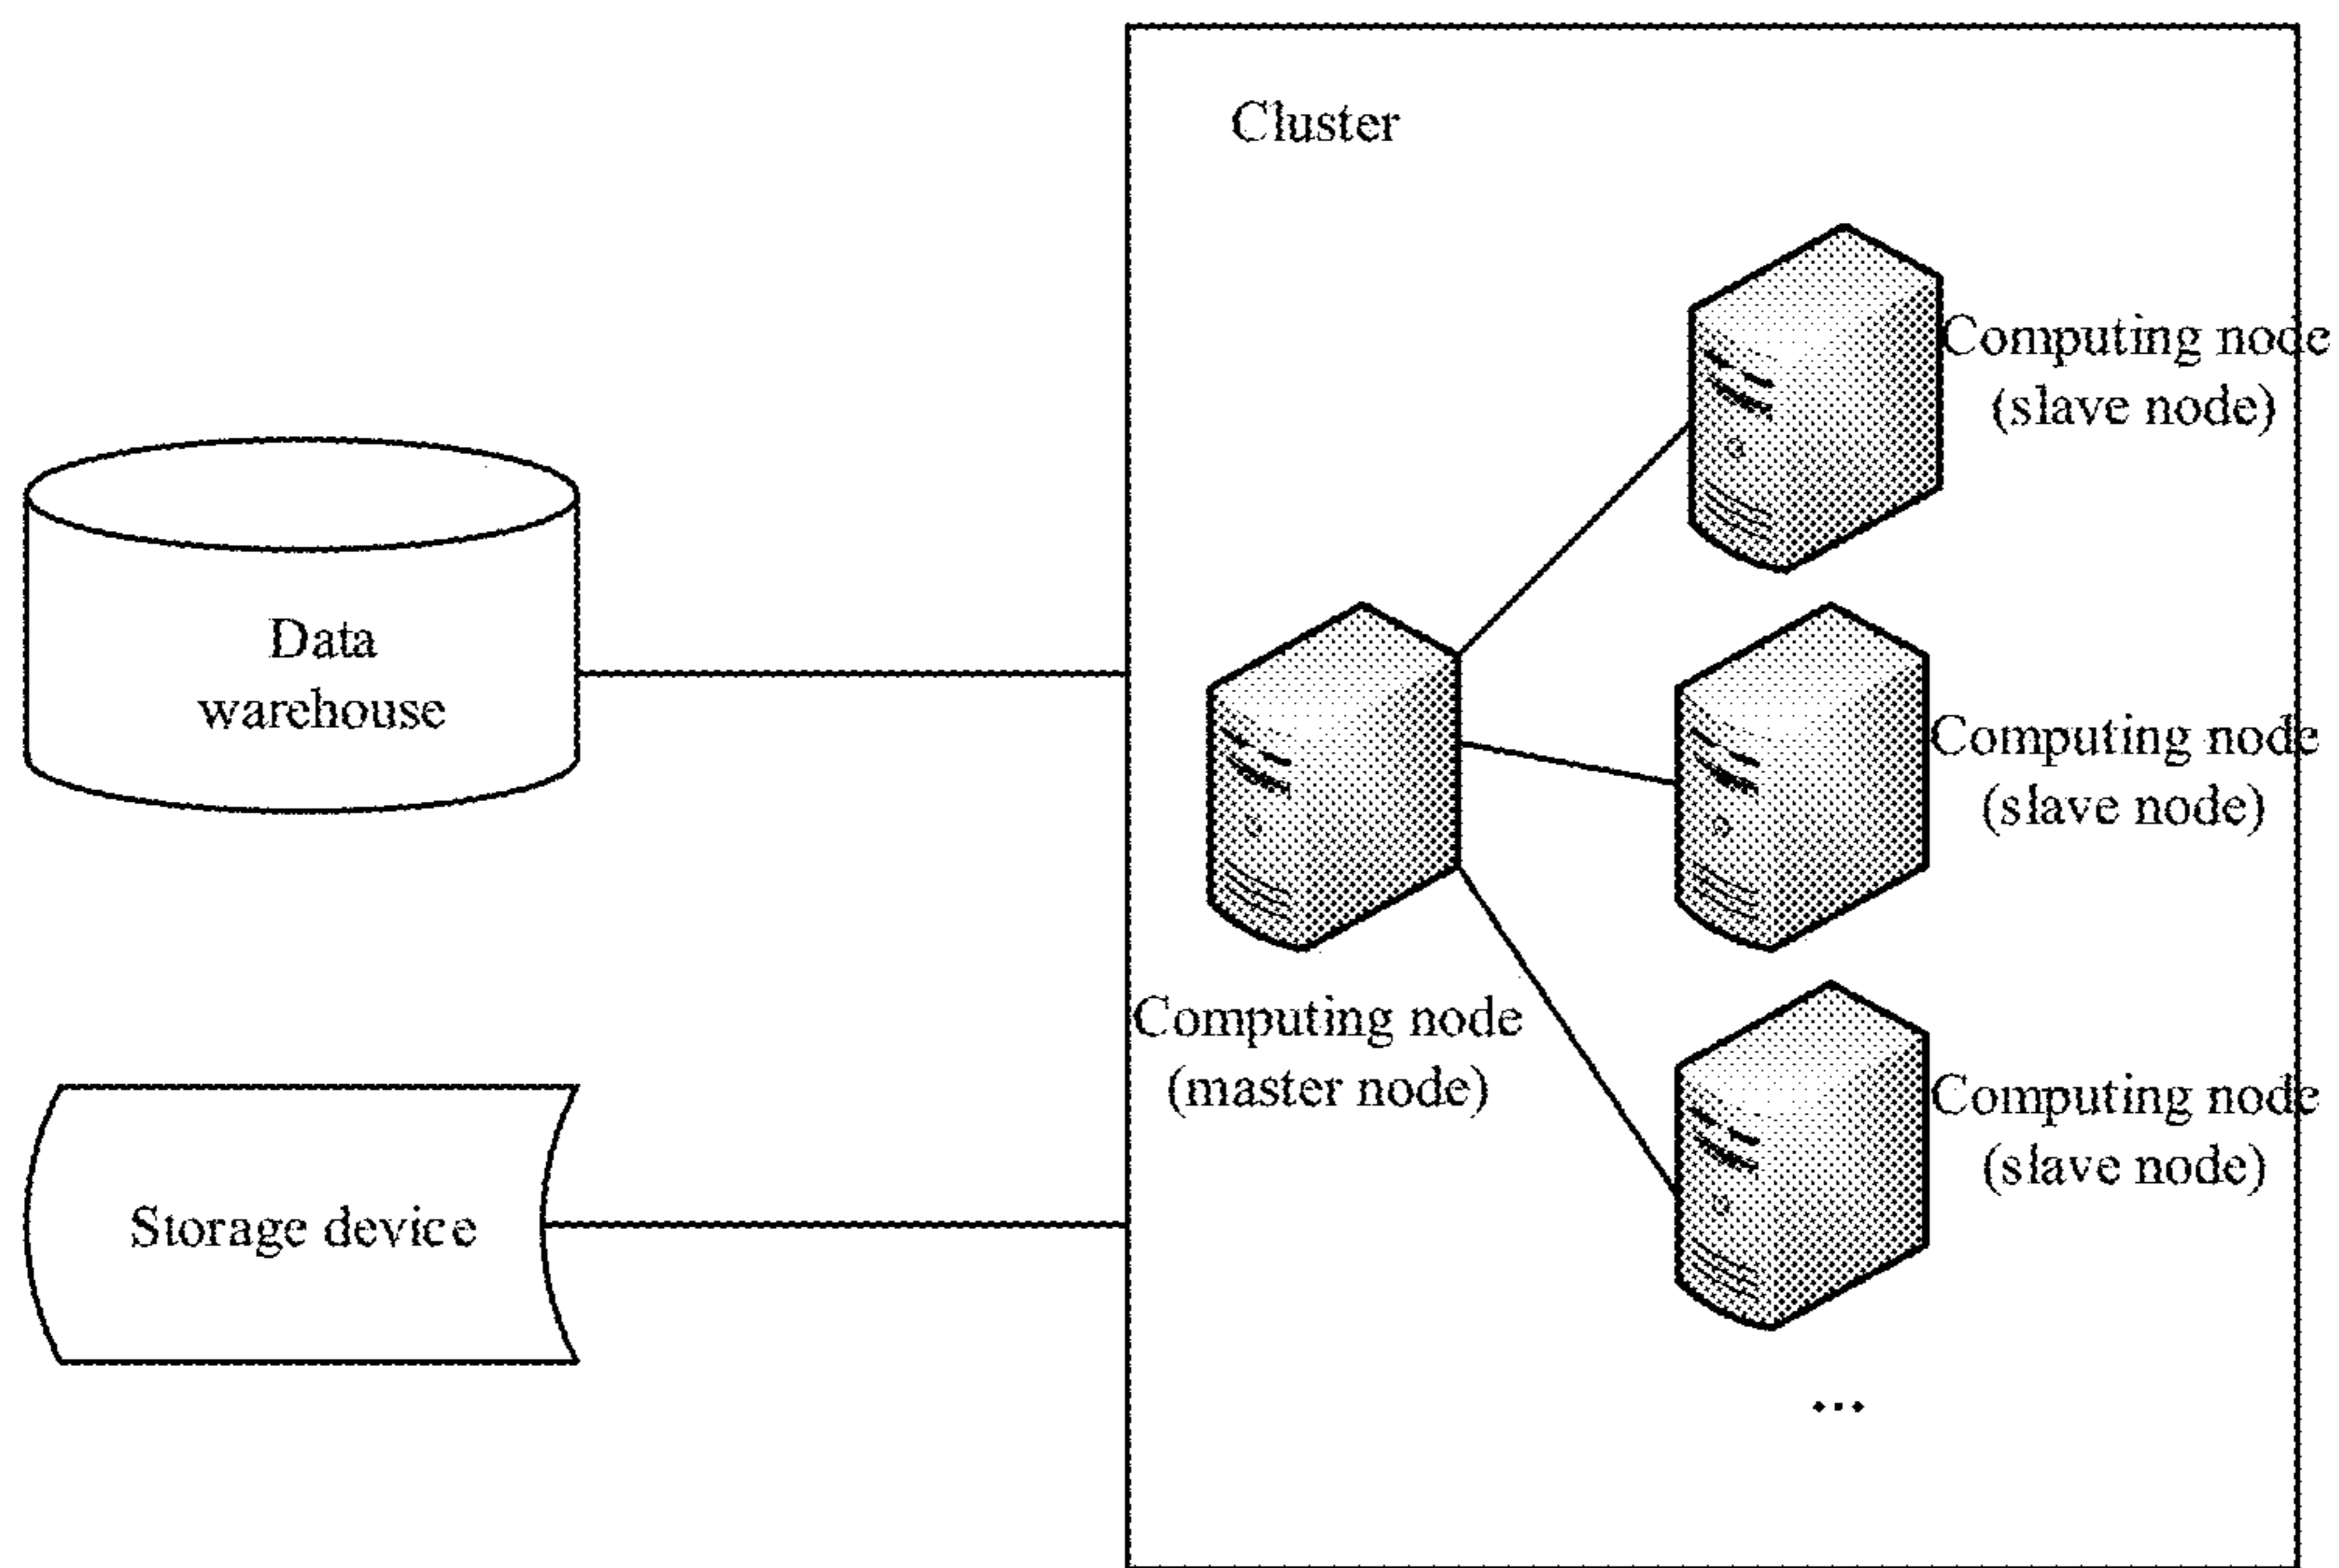 Cluster
Computing node
(slave node)
Data
warehouse
Computing node
(slave node)
Computing node
(master node)
Computing node
(slave node)
Storage device
...